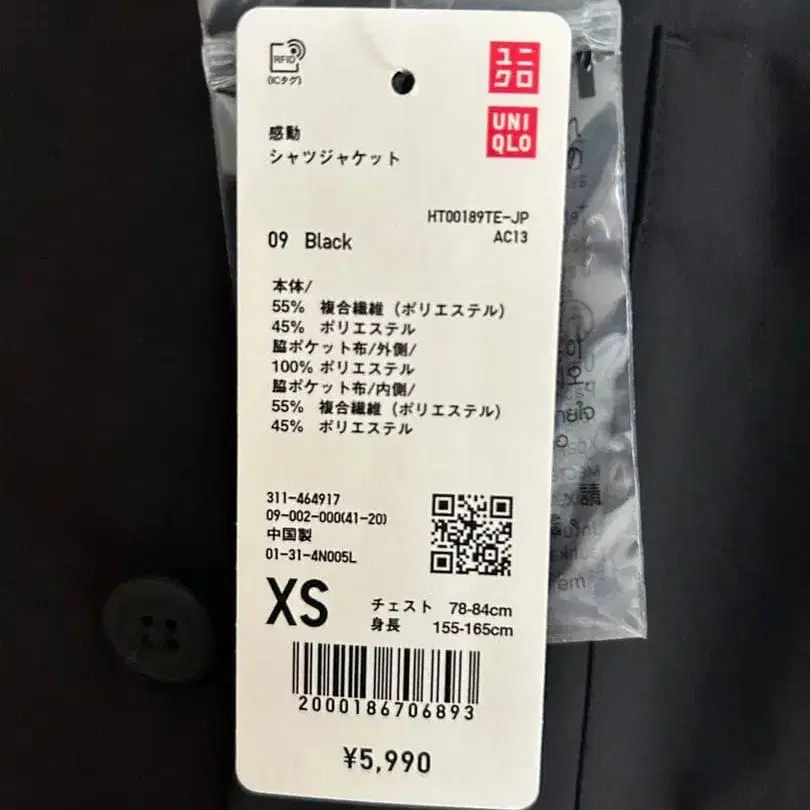 RFID
(ICタグ)
ユニ
クロ
UNI
QLO
感動
シャツジャケット
HT00189TE-JP
09 Black
AC13
本体/
55% 複合繊維 (ポリエステル)
45% ポリエステル
脇ポケット布/外側/
100% ポリエステル
脇ポケット布/内側/
55% 複合繊維 (ポリエステル)
45% ポリエステル
311-464917
09-002-000(41-20)
中国製
01-31-4N005L
XS
チェスト 78-84cm
身長 155-165cm
2000186706893
¥5,990